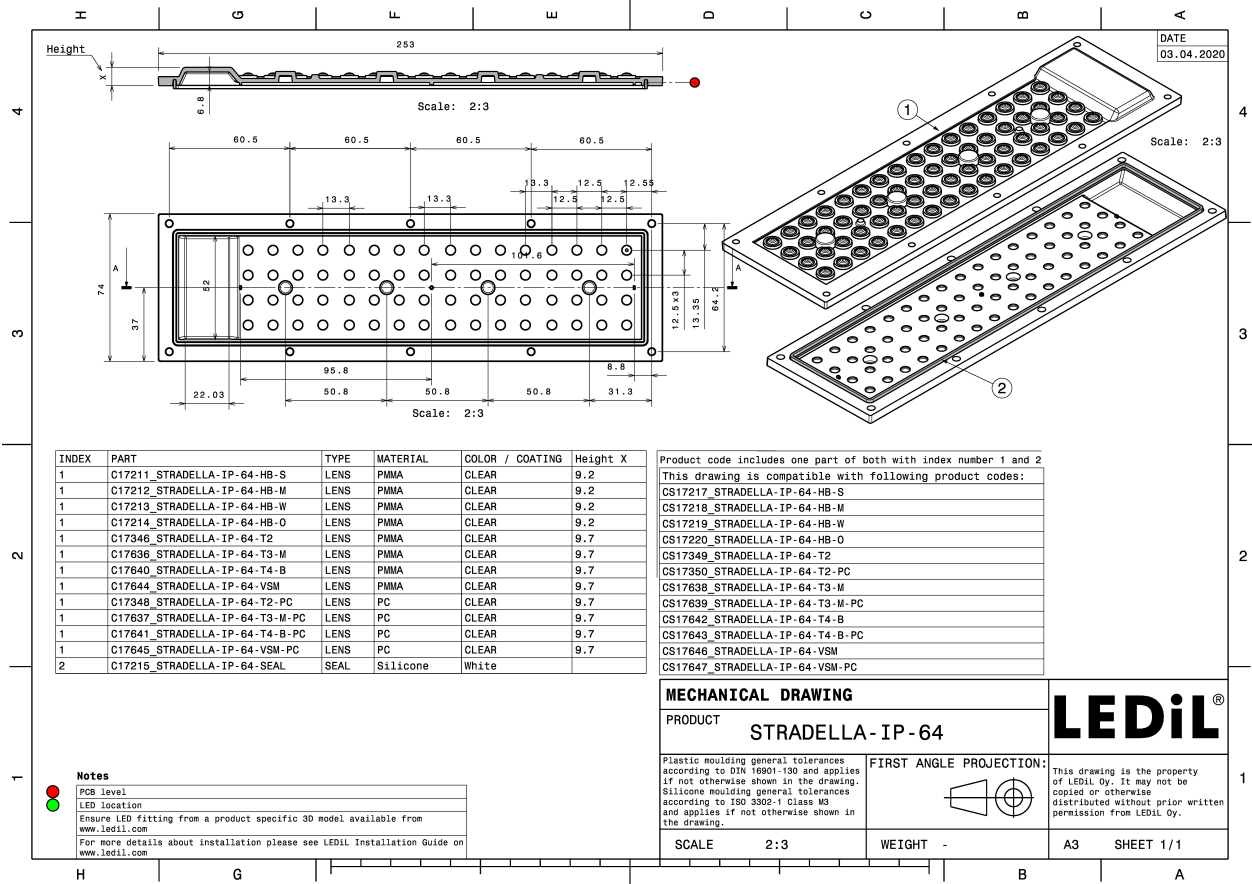 H G F E D C B A
DATE
03.04.2020
Height
253
X
6.8
Scale: 2:3
4
4
1
Scale: 2:3
60.5 60.5 60.5 60.5
13.3 12.5 12.55
13.3 13.3 12.5 12.5
101.6
A A
74
52
37
12.5x3
13.35
64.2
3
3
95.8
8.8
22.03
50.8 50.8 50.8 31.3
Scale: 2:3
2
INDEX PART TYPE MATERIAL COLOR / COATING Height X
1 C17211_STRADELLA-IP-64-HB-S LENS PMMA CLEAR 9.2
1 C17212_STRADELLA-IP-64-HB-M LENS PMMA CLEAR 9.2
1 C17213_STRADELLA-IP-64-HB-W LENS PMMA CLEAR 9.2
1 C17214_STRADELLA-IP-64-HB-O LENS PMMA CLEAR 9.2
1 C17346_STRADELLA-IP-64-T2 LENS PMMA CLEAR 9.7
1 C17636_STRADELLA-IP-64-T3-M LENS PMMA CLEAR 9.7
1 C17640_STRADELLA-IP-64-T4-B LENS PMMA CLEAR 9.7
1 C17644_STRADELLA-IP-64-VSM LENS PMMA CLEAR 9.7
1 C17348_STRADELLA-IP-64-T2-PC LENS PC CLEAR 9.7
1 C17637_STRADELLA-IP-64-T3-M-PC LENS PC CLEAR 9.7
1 C17641_STRADELLA-IP-64-T4-B-PC LENS PC CLEAR 9.7
1 C17645_STRADELLA-IP-64-VSM-PC LENS PC CLEAR 9.7
2 C17215_STRADELLA-IP-64-SEAL SEAL Silicone White
Product code includes one part of both with index number 1 and 2
This drawing is compatible with following product codes:
CS17217_STRADELLA-IP-64-HB-S
CS17218_STRADELLA-IP-64-HB-M
CS17219_STRADELLA-IP-64-HB-W
CS17220_STRADELLA-IP-64-HB-O
CS17349_STRADELLA-IP-64-T2
CS17350_STRADELLA-IP-64-T2-PC
CS17638_STRADELLA-IP-64-T3-M
CS17639_STRADELLA-IP-64-T3-M-PC
CS17642_STRADELLA-IP-64-T4-B
CS17643_STRADELLA-IP-64-T4-B-PC
CS17646_STRADELLA-IP-64-VSM
CS17647_STRADELLA-IP-64-VSM-PC
2
2
MECHANICAL DRAWING
PRODUCT
STRADELLA-IP-64
LEDiL®
Plastic moulding general tolerances
according to DIN 16901-130 and applies
if not otherwise shown in the drawing.
Silicone moulding general tolerances
according to ISO 3302-1 Class M3
and applies if not otherwise shown in
the drawing.
FIRST ANGLE PROJECTION:
This drawing is the property
of LEDiL Oy. It may not be
copied or otherwise
distributed without prior written
permission from LEDiL Oy.
SCALE 2:3
WEIGHT -
A3 SHEET 1/1
1
1
Notes
PCB level
LED location
Ensure LED fitting from a product specific 3D model available from
www.ledil.com
For more details about installation please see LEDiL Installation Guide on
www.ledil.com
H G B A